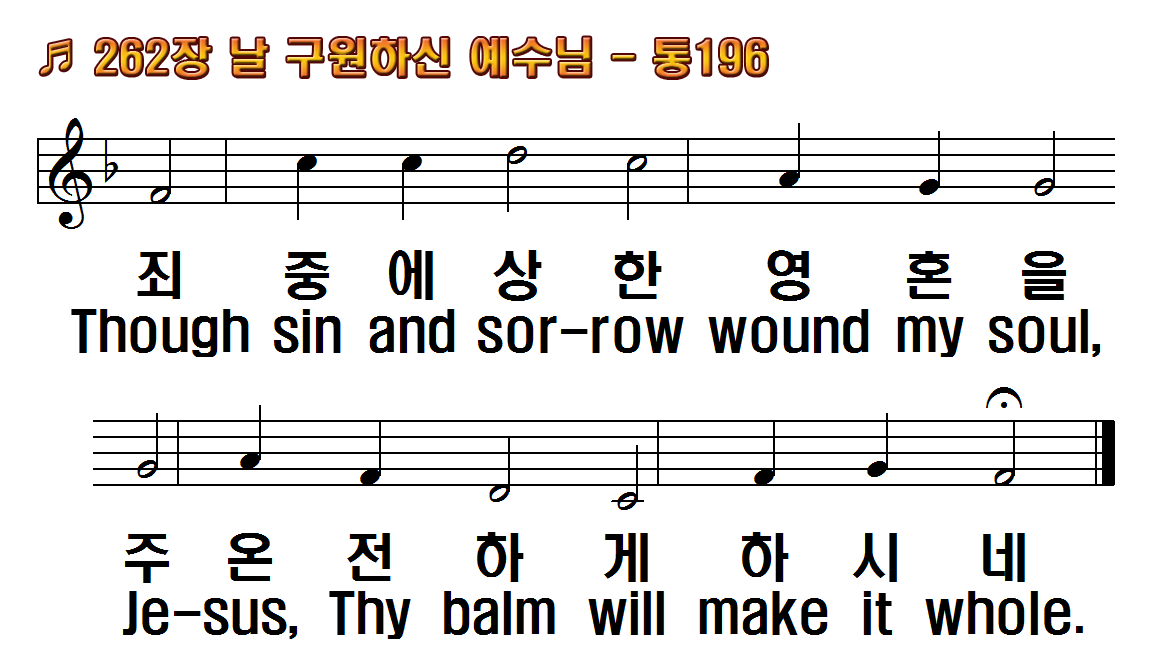 ♬ 262장 날 구원하신 예수님 - 통196
죄 중에 상한 영혼을
Though sin and sor-row wound my soul,
주 온전하게 하시네
Je-sus, Thy balm will make it whole.